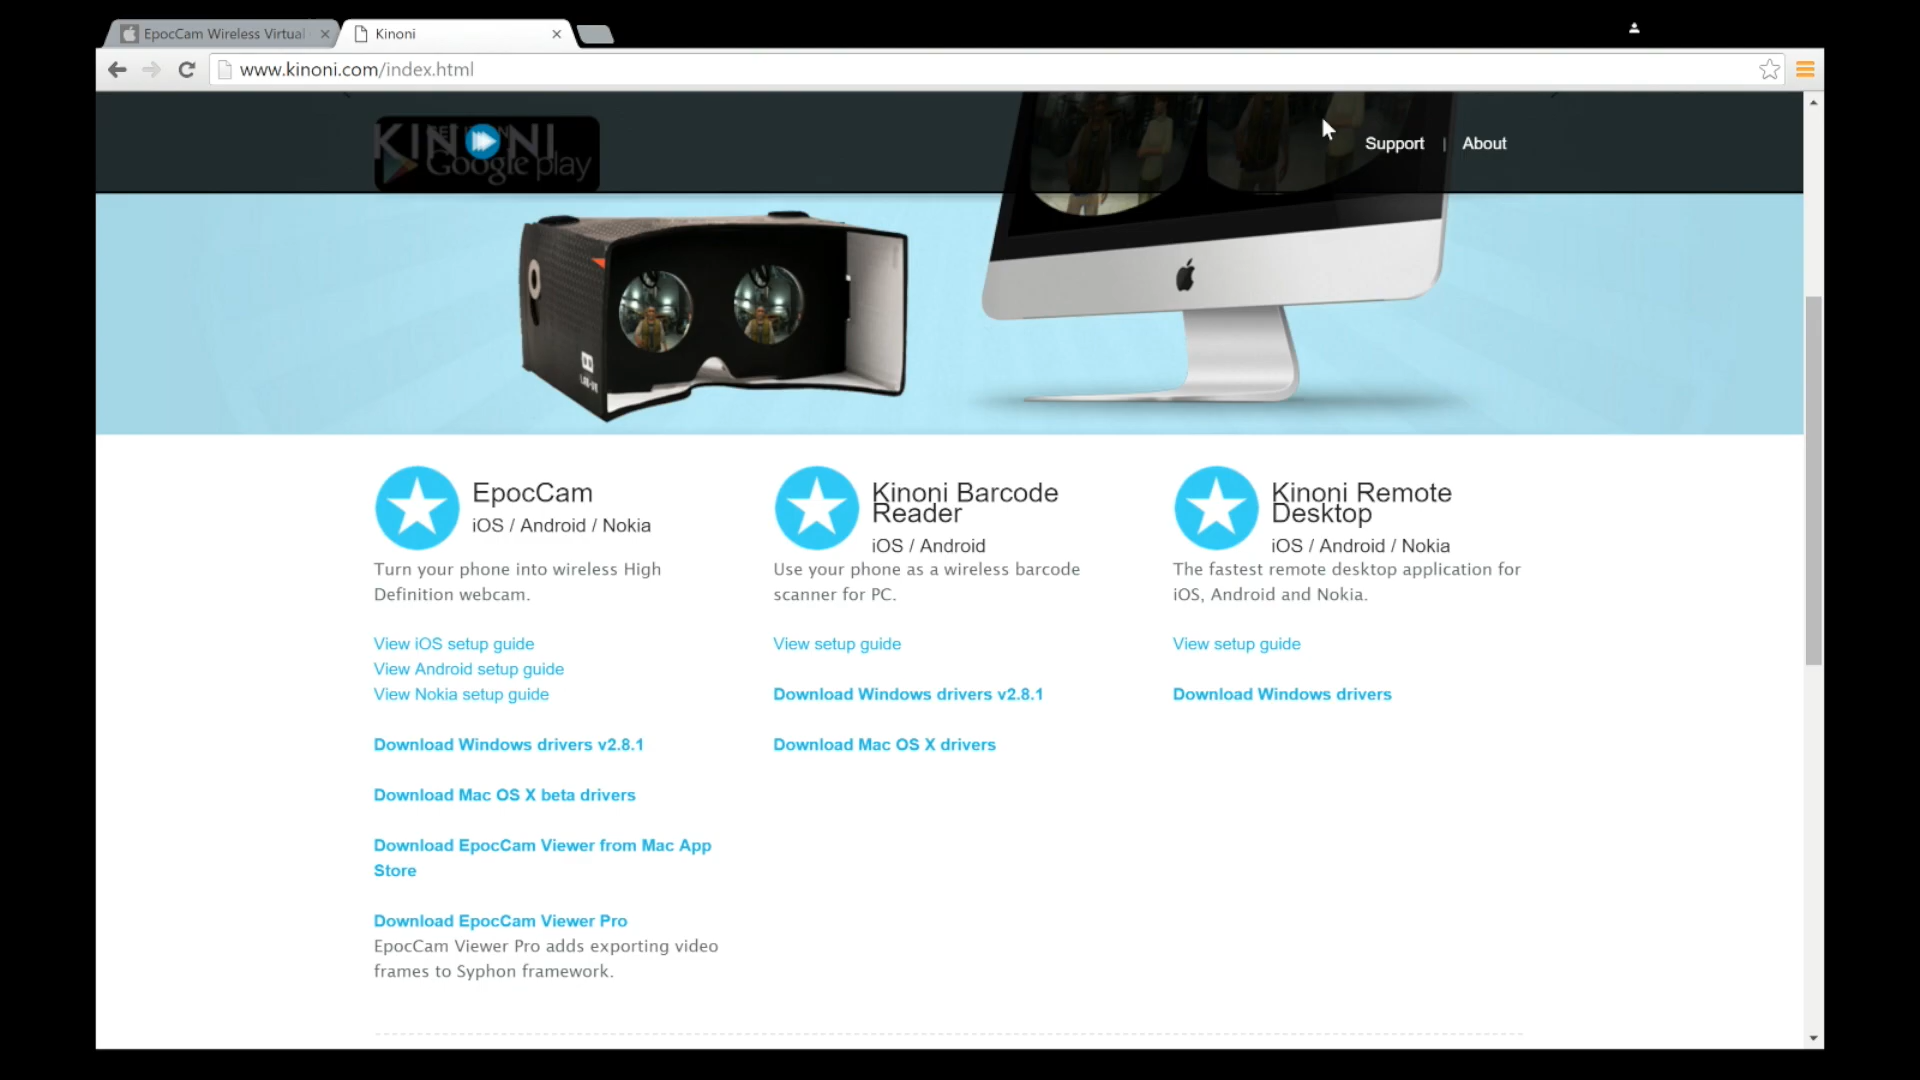 EpocCam Wireless Virtual
Kinoni
www.kinoni.com/index.html
KINONI
Google play
Support | About
EpocCam
iOS / Android / Nokia
Turn your phone into wireless High
Definition webcam.
View iOS setup guide
View Android setup guide
View Nokia setup guide
Download Windows drivers v2.8.1
Download Mac OS X beta drivers
Download EpocCam Viewer from Mac App
Store
Download EpocCam Viewer Pro
EpocCam Viewer Pro adds exporting video
frames to Syphon framework.
Kinoni Barcode
Reader
iOS / Android
Use your phone as a wireless barcode
scanner for PC.
View setup guide
Download Windows drivers v2.8.1
Download Mac OS X drivers
Kinoni Remote
Desktop
iOS / Android / Nokia
The fastest remote desktop application for
iOS, Android and Nokia.
View setup guide
Download Windows drivers